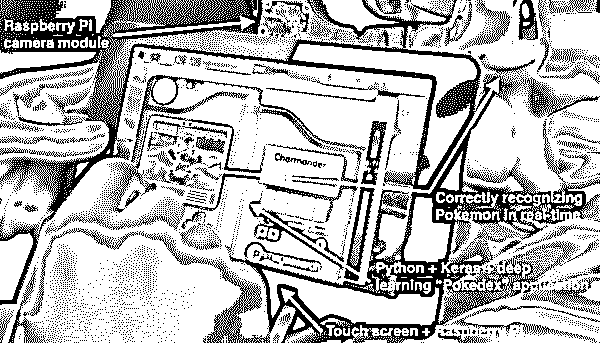 Raspberry Pi
camera module
Charmander
Correctly recognizing
Pokemon in real-time
Python + Keras + deep
learning "Pokedex" application
Touch screen + Raspberry Pi